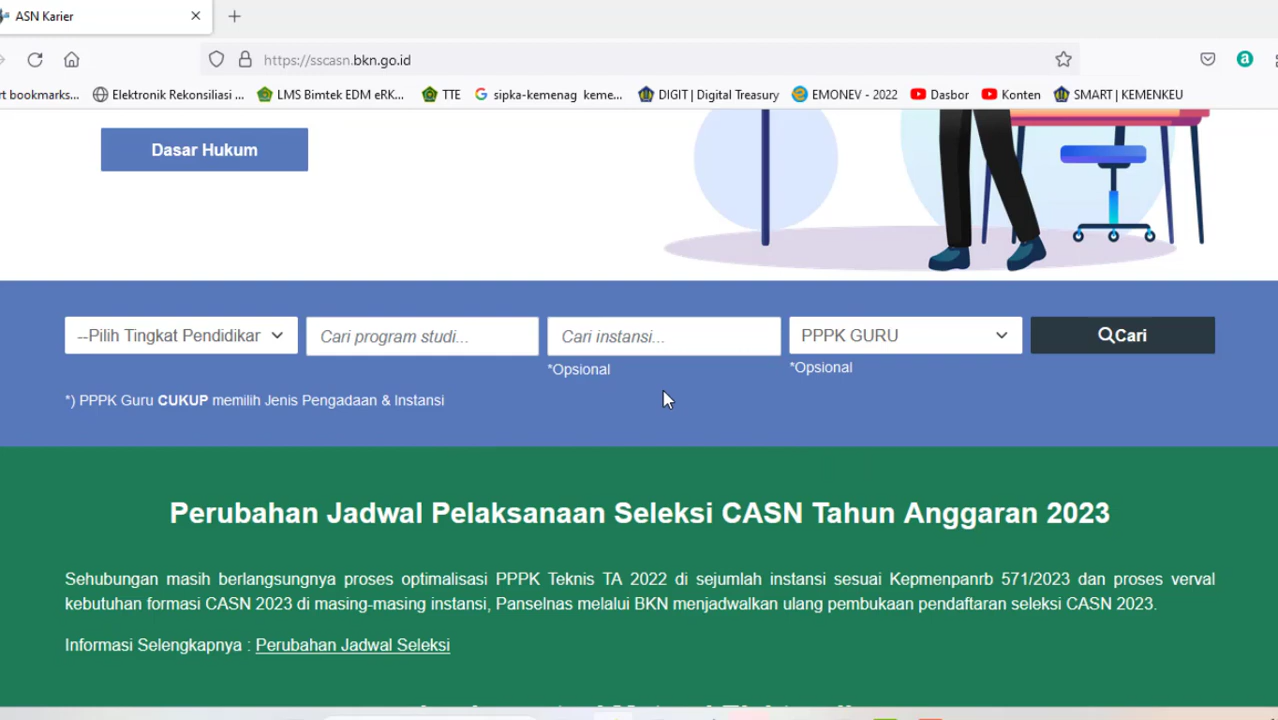 ASN Karier
https://sscasn.bkn.go.id
rt bookmarks...
Elektronik Rekonsiliasi ...
LMS Bimtek EDM eRK...
TTE
sipka-kemenag keme...
DIGIT | Digital Treasury
EMONEV - 2022
Dasbor
Konten
SMART | KEMENKEU
Dasar Hukum
--Pilih Tingkat Pendidikar
Cari program studi...
Cari instansi...
PPPK GURU
Cari
*Opsional
*Opsional
*) PPPK Guru CUKUP memilih Jenis Pengadaan & Instansi
Perubahan Jadwal Pelaksanaan Seleksi CASN Tahun Anggaran 2023
Sehubungan masih berlangsungnya proses optimalisasi PPPK Teknis TA 2022 di sejumlah instansi sesuai Kepmenpanrb 571/2023 dan proses verval
kebutuhan formasi CASN 2023 di masing-masing instansi, Panselnas melalui BKN menjadwalkan ulang pembukaan pendaftaran seleksi CASN 2023.
Informasi Selengkapnya : Perubahan Jadwal Seleksi